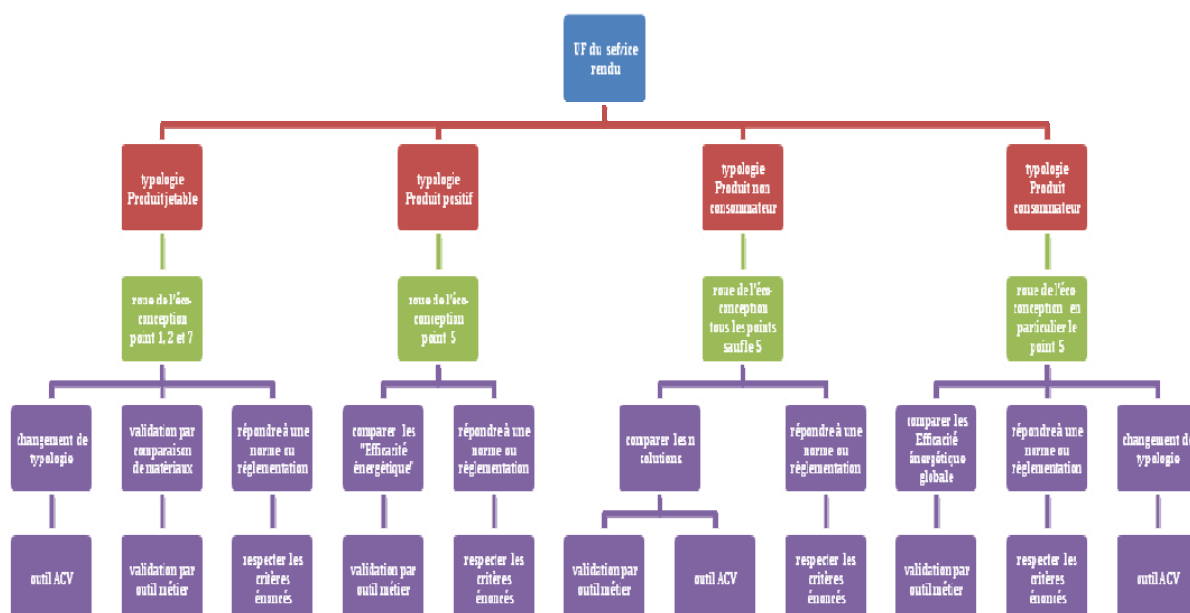 UF du sefvice
rendu
typologie
Produit jetable
typologie
Produit positif
typologie
Produit non
consommateur
typologie
Produit
consommateur
roue de l'éco-
conception
point 1, 2 et 7
roue de l'éco-
conception
point 5
roue de l'éco-
conception
tous les points
sauf le 5
roue de l'éco
conception en
particulier le
point 5
changement de
typologie
validation par
comparaison
de matériaux
répondre à une
norme ou
réglementation
comparer les
"Efficacité
énergétique"
répondre à une
norme ou
réglementation
comparer les n
solutions
répondre à une
norme ou
réglementation
comparer les
Efficacité
énergétique
globale
répondre à une
norme ou
réglementation
changement de
typologie
outil ACV
validation par
outil métier
respecter les
critères
énoncés
validation par
outil métier
respecter les
critères
énoncés
validation par
outil métier
outil ACV
respecter les
critères
énoncés
validation par
outil métier
respecter les
critères
énoncés
outil ACV